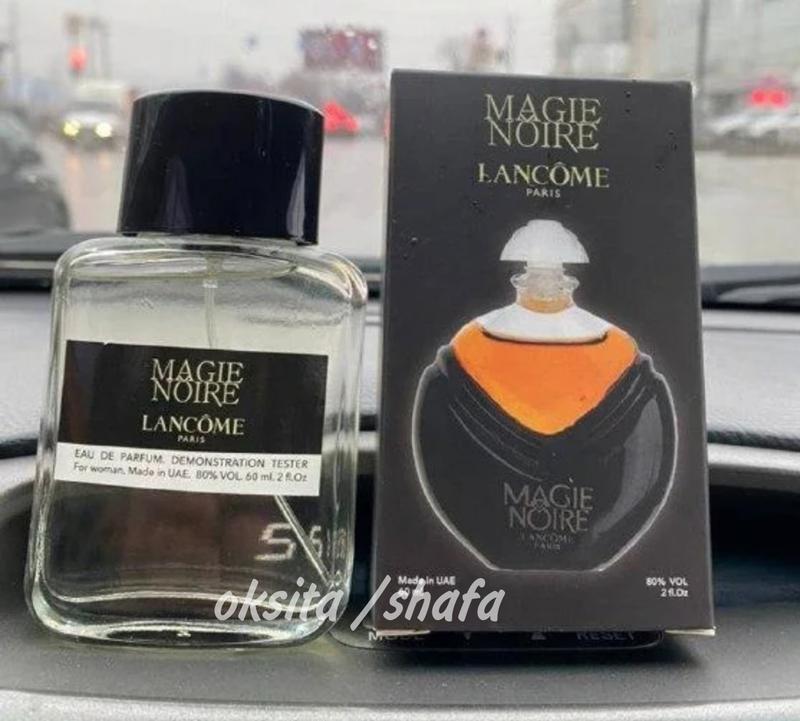 MAGIE
NOIRE
LANCÔME
PARIS
EAU DE PARFUM. DEMONSTRATION TESTER
For woman. Made in UAE. 80% VOL. 60 ml. 2 fl.Oz
MAGIE
NOIRE
LANCÔME
PARIS
MAGIE
NOIRE
LANCÔME
PARIS
Made in UAE
80% VOL
2 fl.Oz
oksita /shafa
RESET